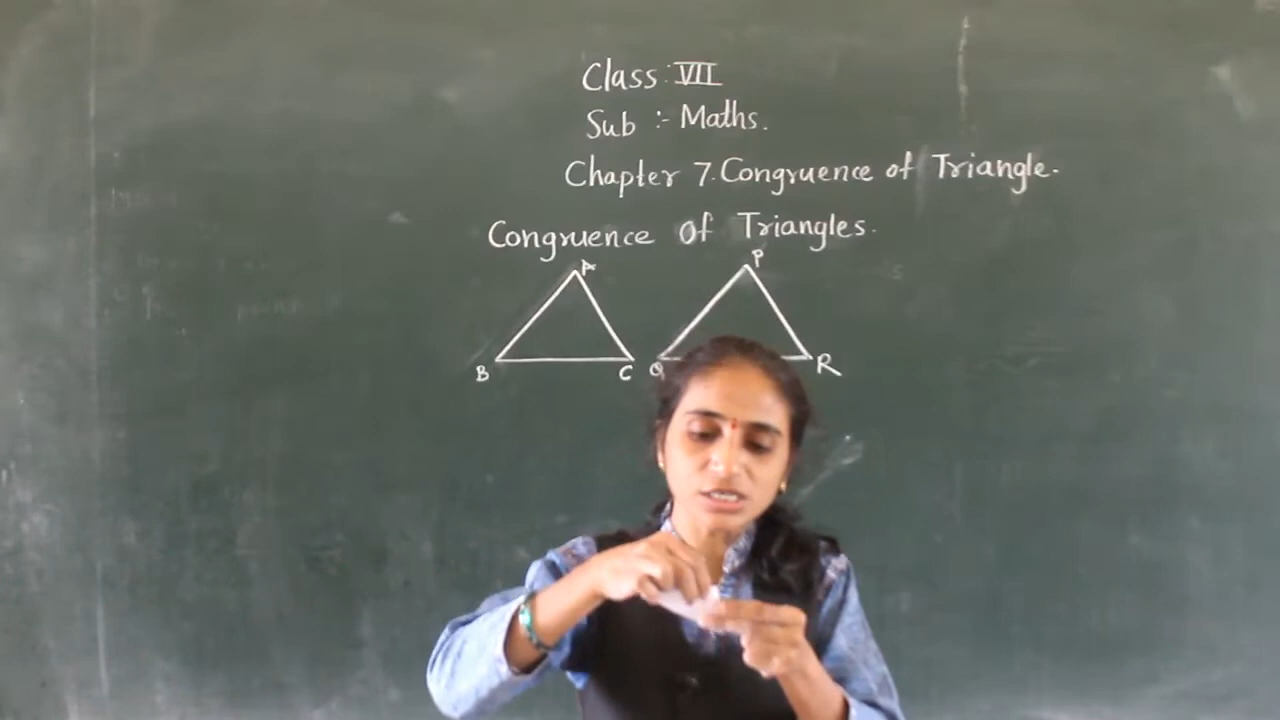 Class : VII
Sub :- Maths.
Chapter 7. Congruence of Triangle.
Congruence of Triangles.
A P
B C Q R